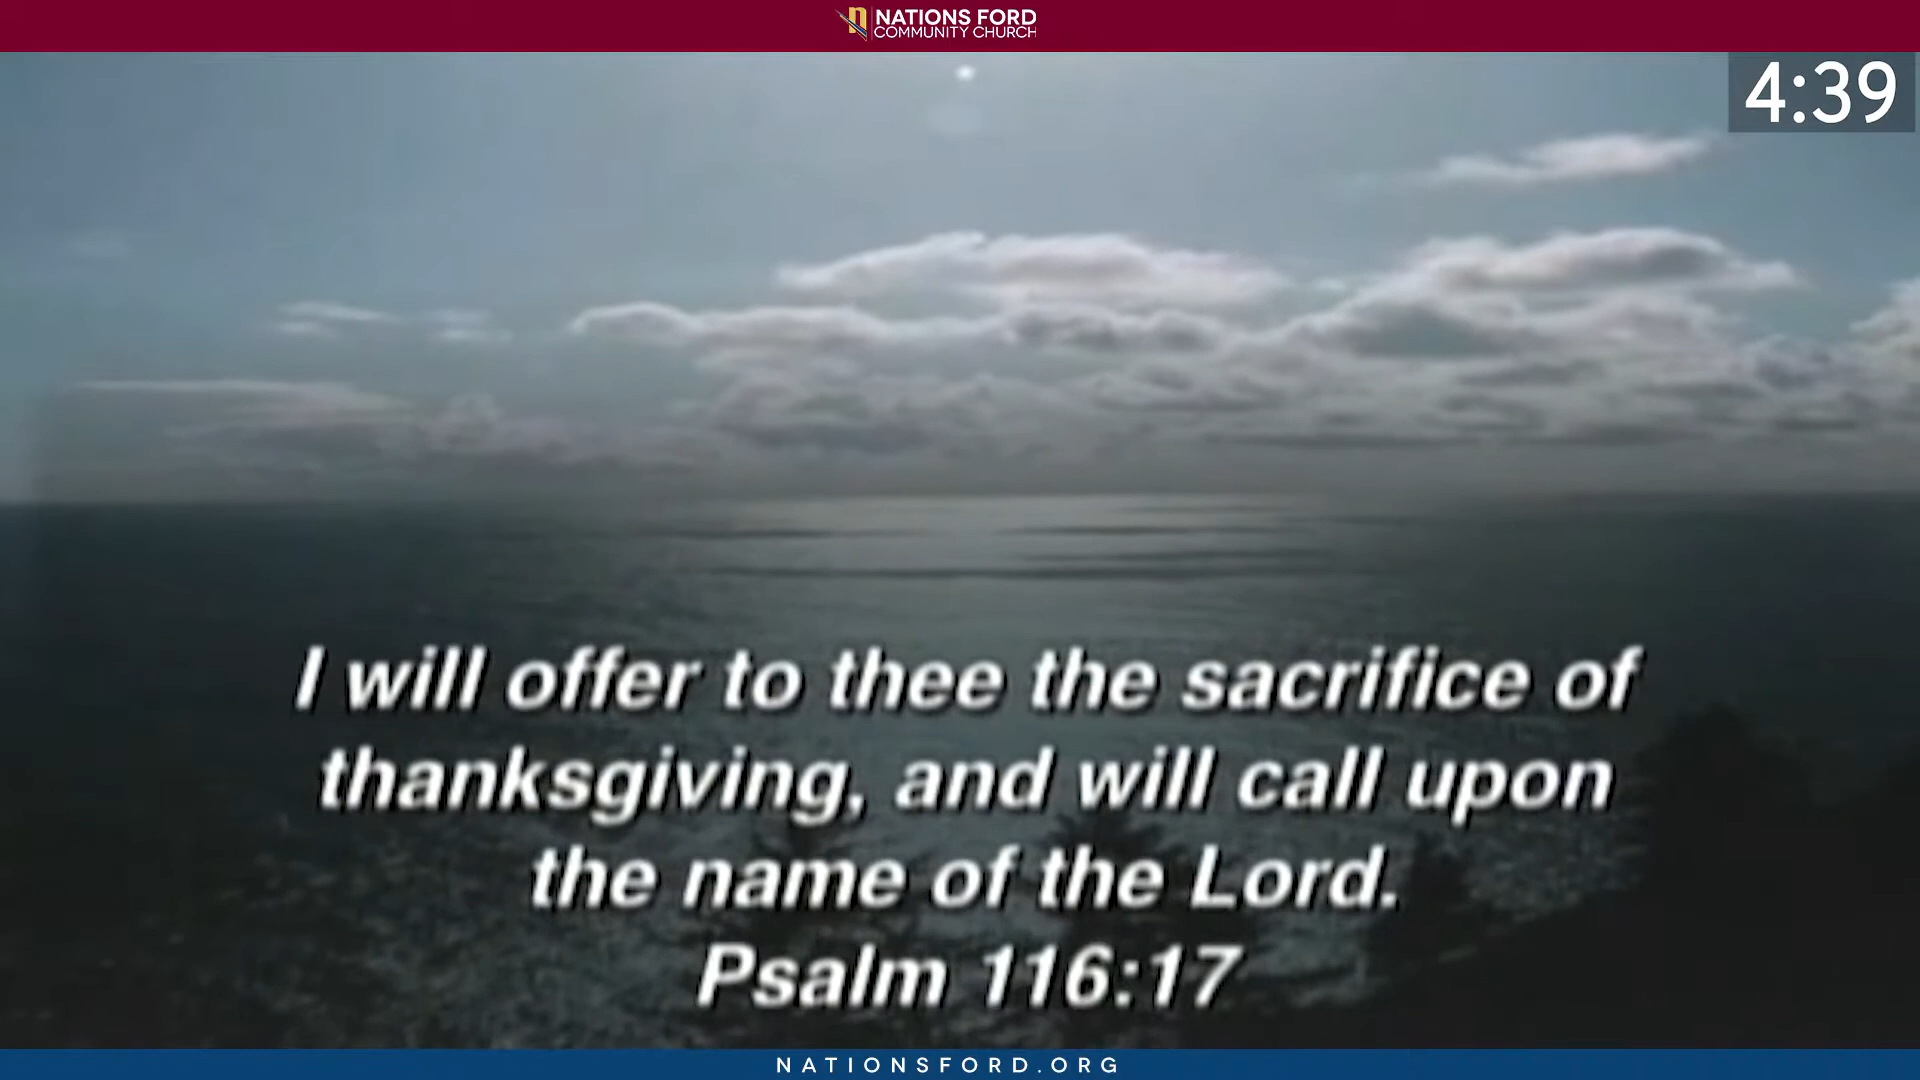 NATIONS FORD
COMMUNITY CHURCH
4:39
I will offer to thee the sacrifice of
thanksgiving, and will call upon
the name of the Lord.
Psalm 116:17
NATIONSFORD.ORG